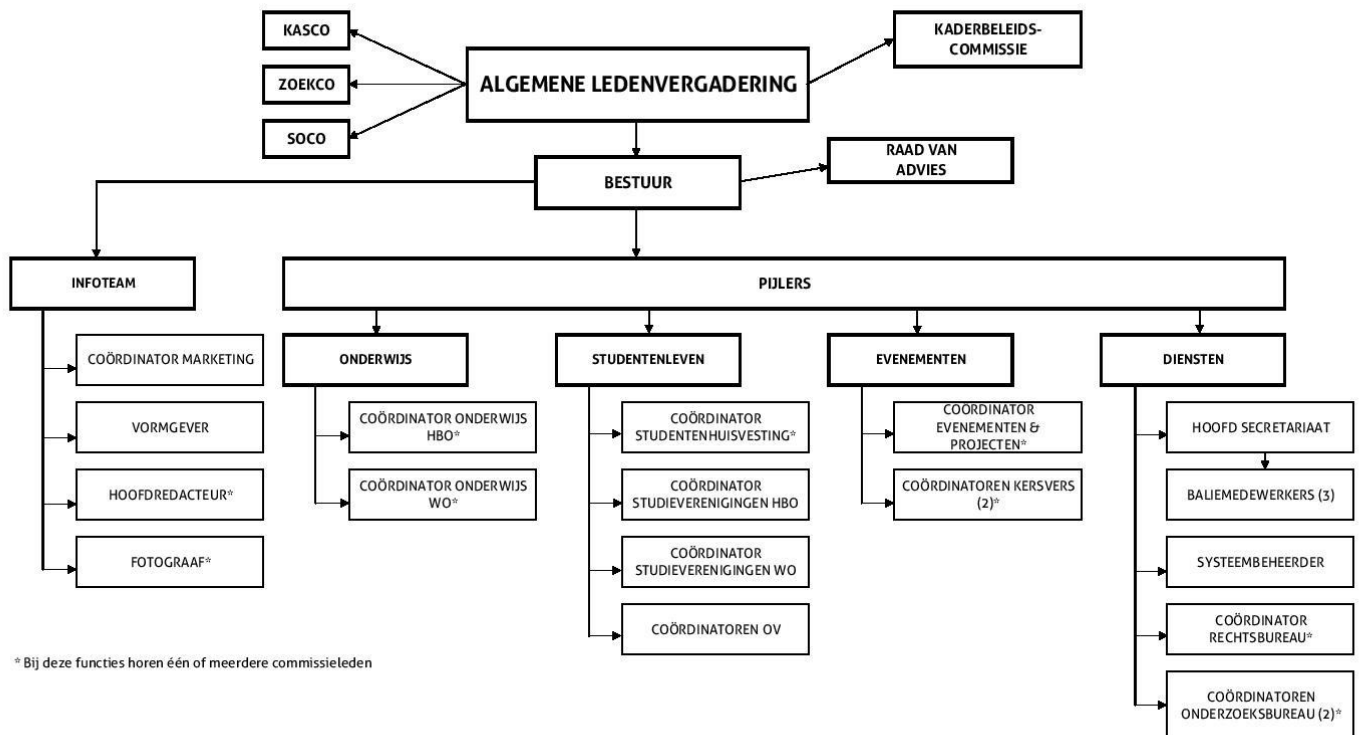 KASCO
KADERBELEIDS-
COMMISSIE
ZOEKCO
ALGEMENE LEDENVERGADERING
SOCO
RAAD VAN
ADVIES
BESTUUR
INFOTEAM
PIJLERS
COÖRDINATOR MARKETING
VORMGEVER
HOOFDREDACTEUR*
FOTOGRAAF*
ONDERWIJS
COÖRDINATOR ONDERWIJS
HBO*
COÖRDINATOR ONDERWIJS
WO*
STUDENTENLEVEN
COÖRDINATOR
STUDENTENHUISVESTING*
COÖRDINATOR
STUDIEVERENIGINGEN HBO
COÖRDINATOR
STUDIEVERENIGINGEN WO
COÖRDINATOREN OV
EVENEMENTEN
COÖRDINATOR
EVENEMENTEN &
PROJECTEN*
COÖRDINATOREN KERSVERS
(2)*
DIENSTEN
HOOFD SECRETARIAAT
BALIEMEDEWERKERS (3)
SYSTEEMBEHEERDER
COÖRDINATOR
RECHTSBUREAU*
COÖRDINATOREN
ONDERZOEKSBUREAU (2)*
* Bij deze functies horen één of meerdere commissieleden